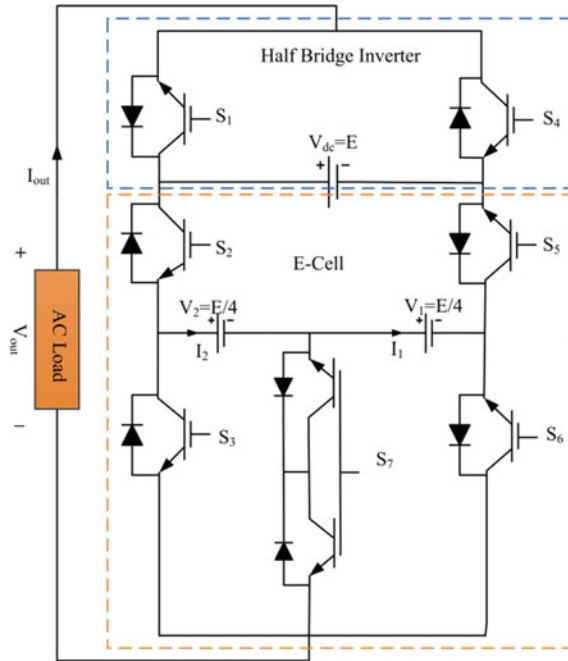 Half Bridge Inverter
S1
S4
Vdc=E
+ −
Iout
S2
S5
E-Cell
+
V2=E/4
V1=E/4
+ −
+ −
I2
I1
AC Load
Vout
−
S3
S7
S6